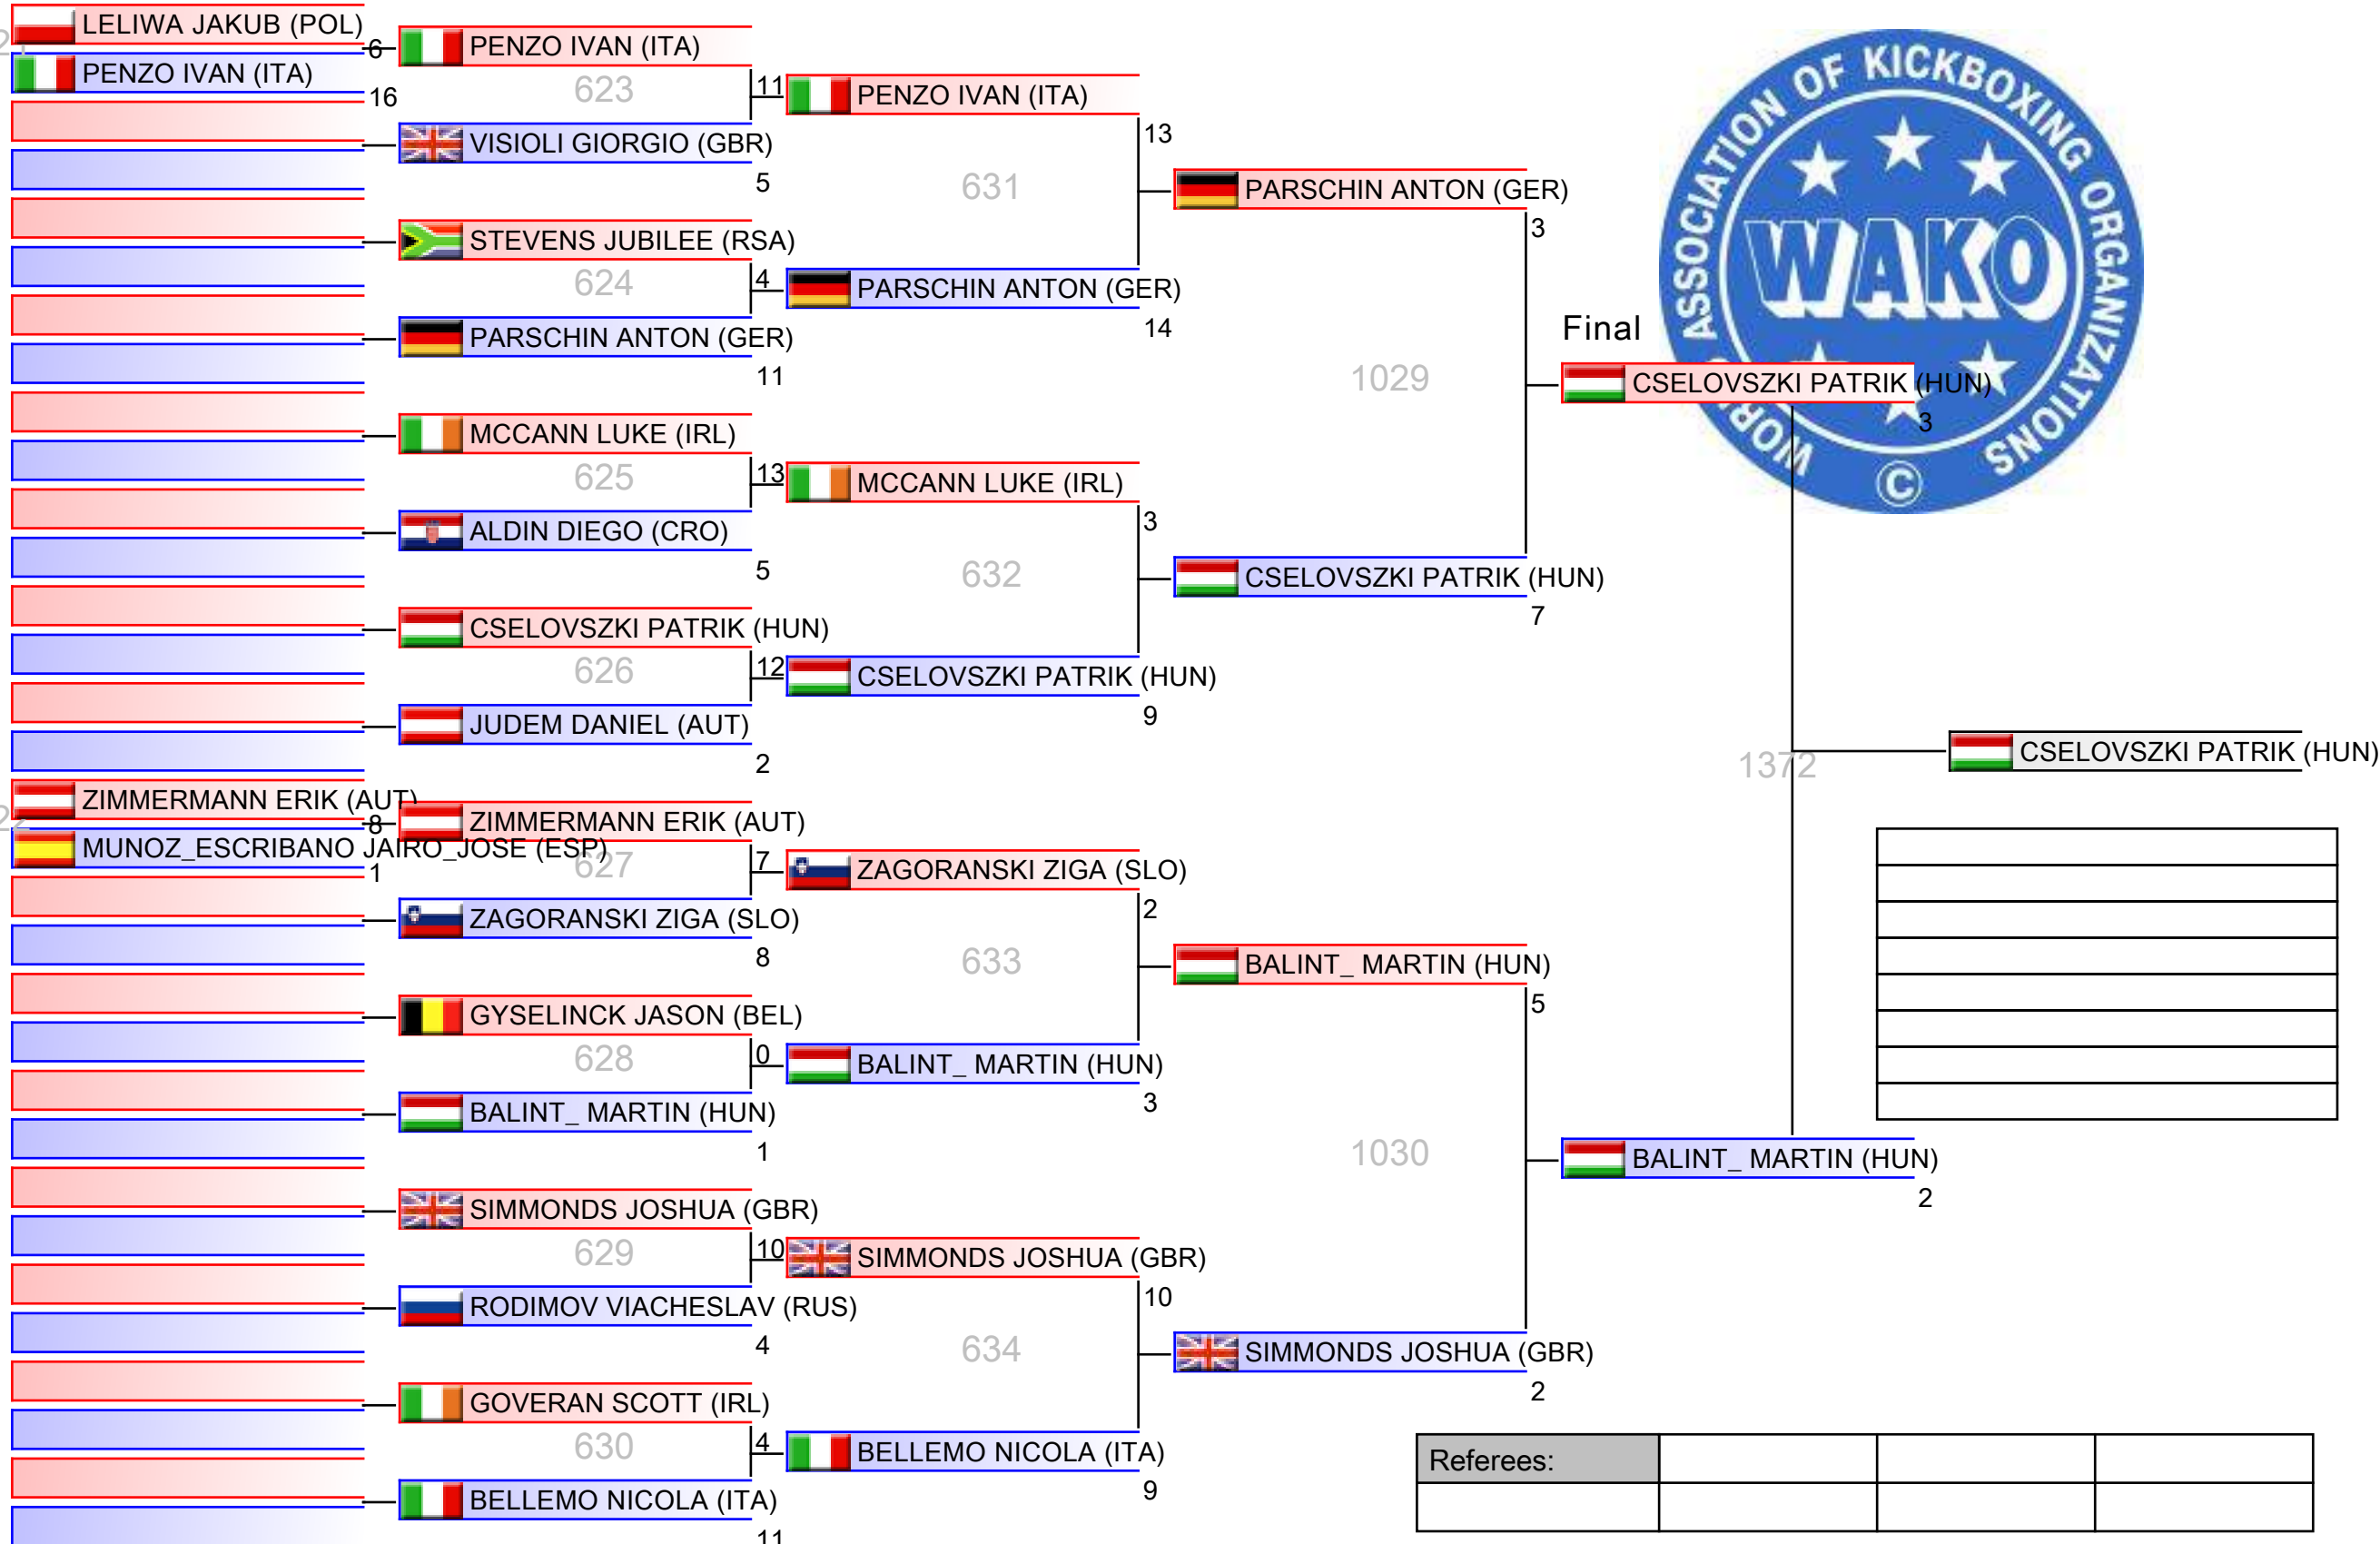 LELIWA JAKUB (POL)
6
PENZO IVAN (ITA)
16
PENZO IVAN (ITA)
623
11
VISIOLI GIORGIO (GBR)
5
STEVENS JUBILEE (RSA)
624
4
PARSCHIN ANTON (GER)
11
MCCANN LUKE (IRL)
625
13
ALDIN DIEGO (CRO)
5
CSELOVSZKI PATRIK (HUN)
626
12
JUDEM DANIEL (AUT)
2
ZIMMERMANN ERIK (AUT)
8
MUNOZ_ESCRIBANO JAIRO_JOSE (ESP)
1
ZIMMERMANN ERIK (AUT)
627
7
ZAGORANSKI ZIGA (SLO)
8
GYSELINCK JASON (BEL)
628
0
BALINT_ MARTIN (HUN)
1
SIMMONDS JOSHUA (GBR)
629
10
RODIMOV VIACHESLAV (RUS)
4
GOVERAN SCOTT (IRL)
630
4
BELLEMO NICOLA (ITA)
11
PENZO IVAN (ITA)
13
631
PARSCHIN ANTON (GER)
14
MCCANN LUKE (IRL)
3
632
CSELOVSZKI PATRIK (HUN)
9
ZAGORANSKI ZIGA (SLO)
2
633
BALINT_ MARTIN (HUN)
3
SIMMONDS JOSHUA (GBR)
10
634
BELLEMO NICOLA (ITA)
9
PARSCHIN ANTON (GER)
3
1029
CSELOVSZKI PATRIK (HUN)
7
BALINT_ MARTIN (HUN)
5
1030
SIMMONDS JOSHUA (GBR)
2
Final
CSELOVSZKI PATRIK (HUN)
3
1372
BALINT_ MARTIN (HUN)
2
CSELOVSZKI PATRIK (HUN)
ASSOCIATION OF KICKBOXING ORGANIZATIONS
WAKO
©
Referees: